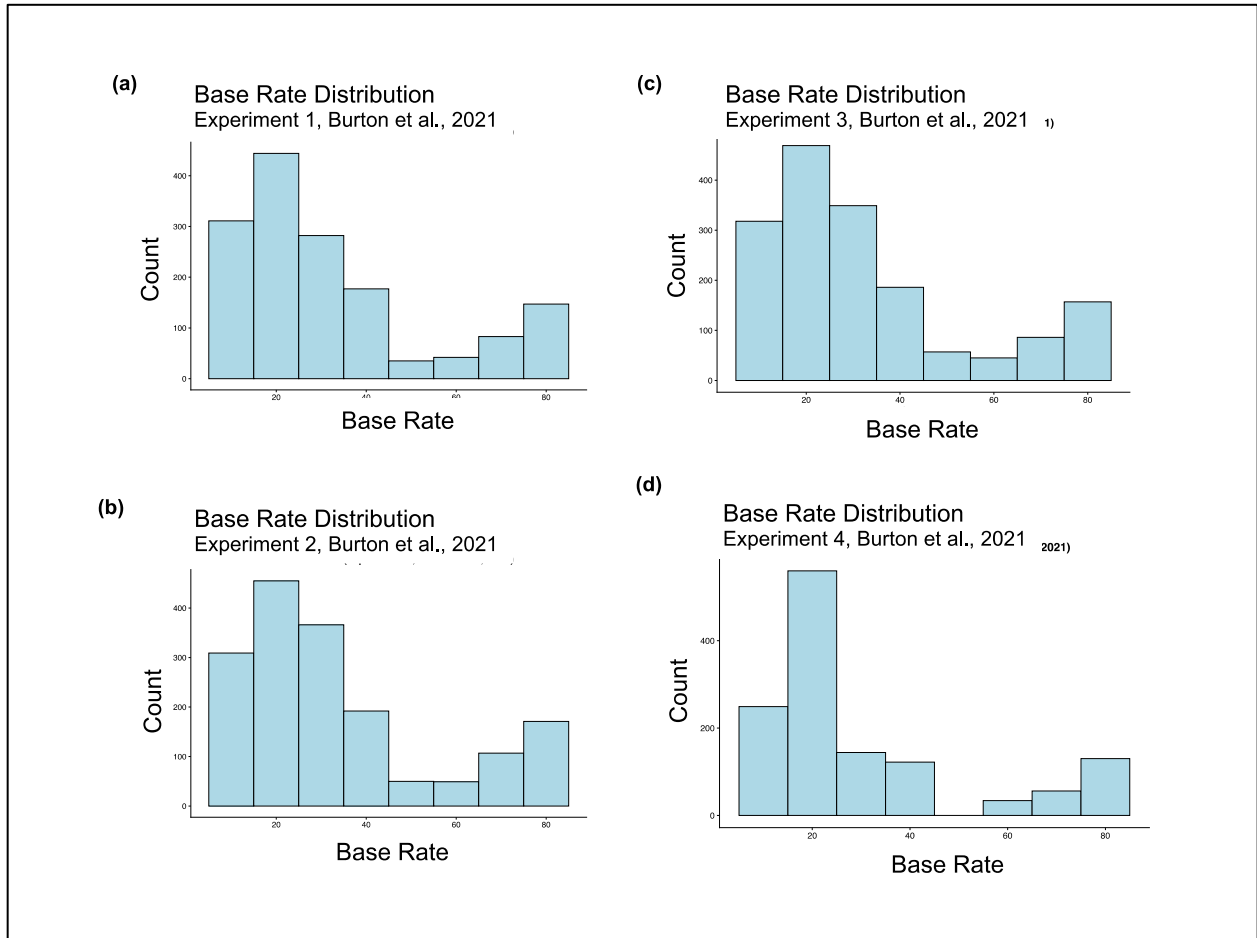 (a)
Base Rate Distribution
Experiment 1, Burton et al., 2021
400
300
200
100
0
Count
20
60
80
Base Rate
(c)
Base Rate Distribution
Experiment 3, Burton et al., 2021 1)
400
300
200
100
0
Count
20
40
60
80
Base Rate
(b)
Base Rate Distribution
Experiment 2, Burton et al., 2021
400
300
200
100
0
Count
20
40
60
80
Base Rate
(d)
Base Rate Distribution
Experiment 4, Burton et al., 2021 2021)
400
200
0
Count
20
40
60
80
Base Rate